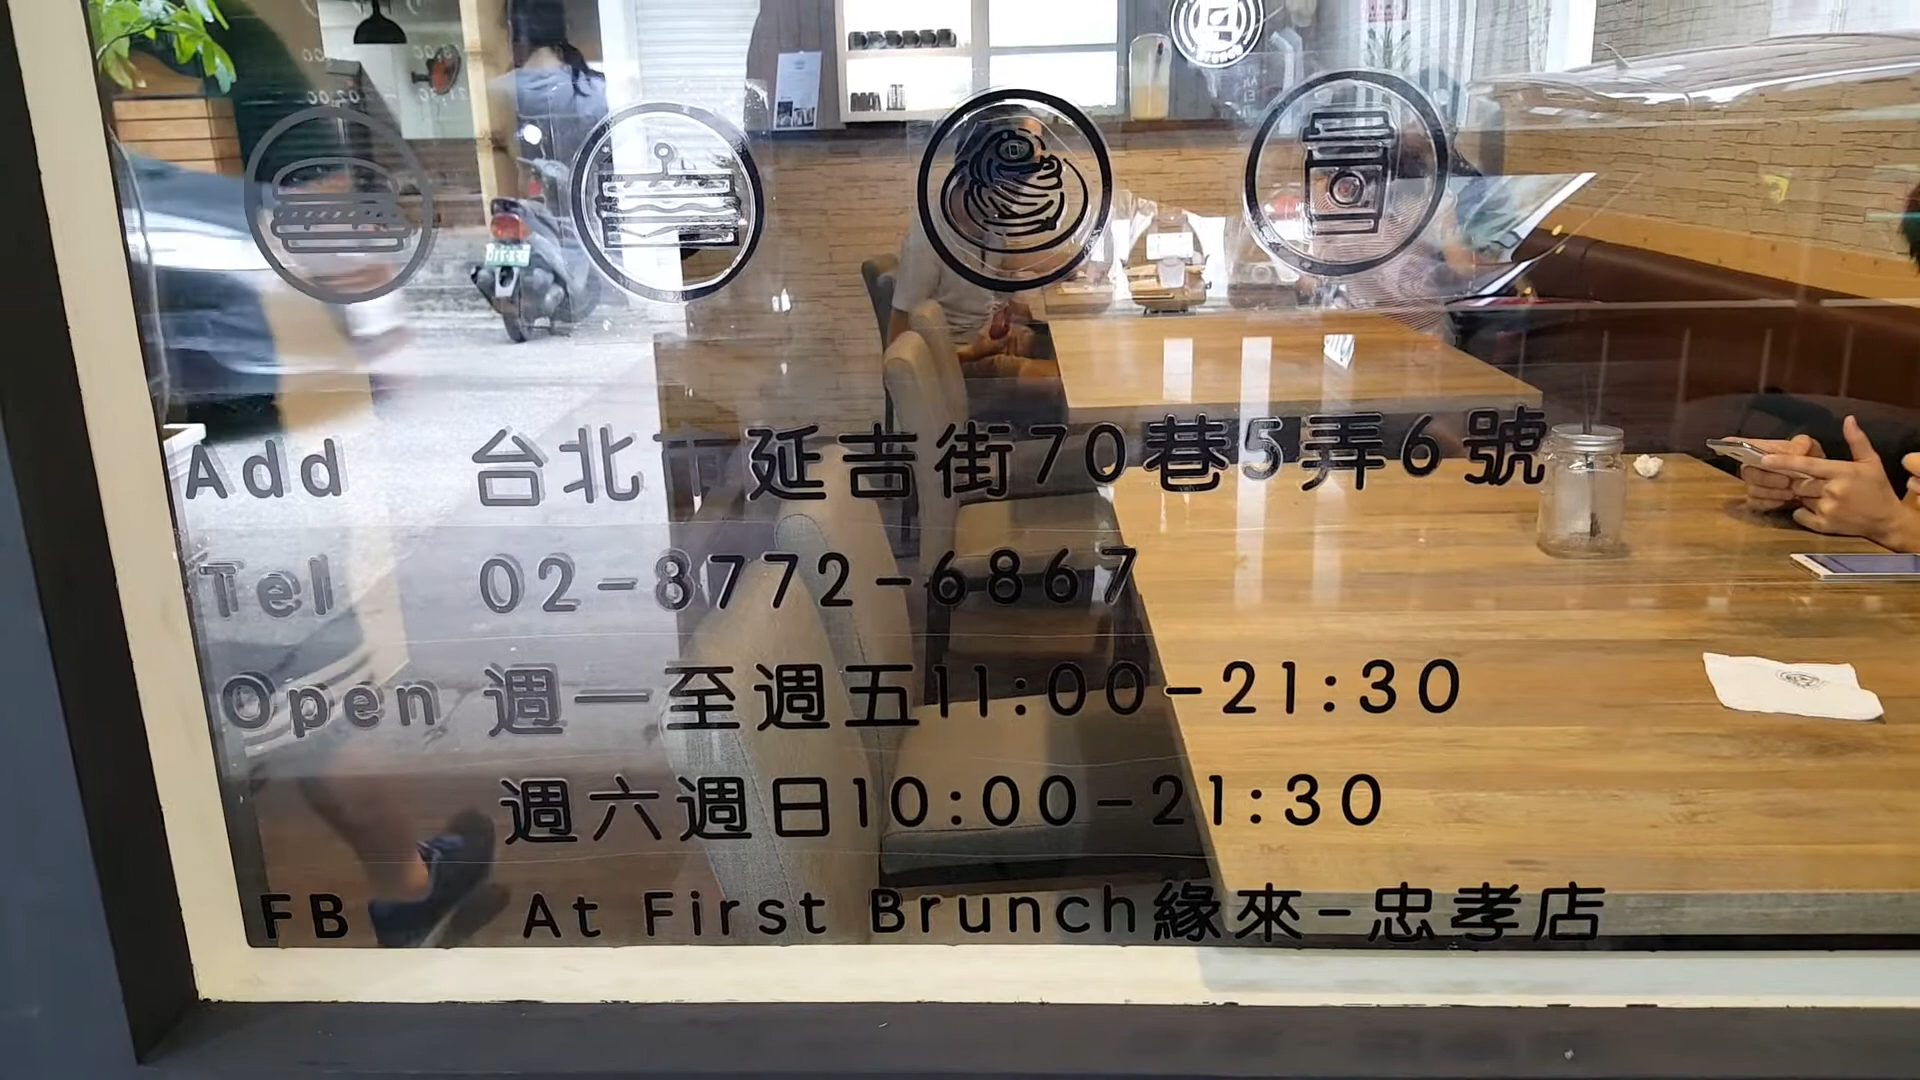 Add 台北市延吉街70巷5弄6號
Tel 02-8772-6867
Open 週一至週五11:00-21:30
週六週日10:00-21:30
FB At First Brunch緣來-忠孝店